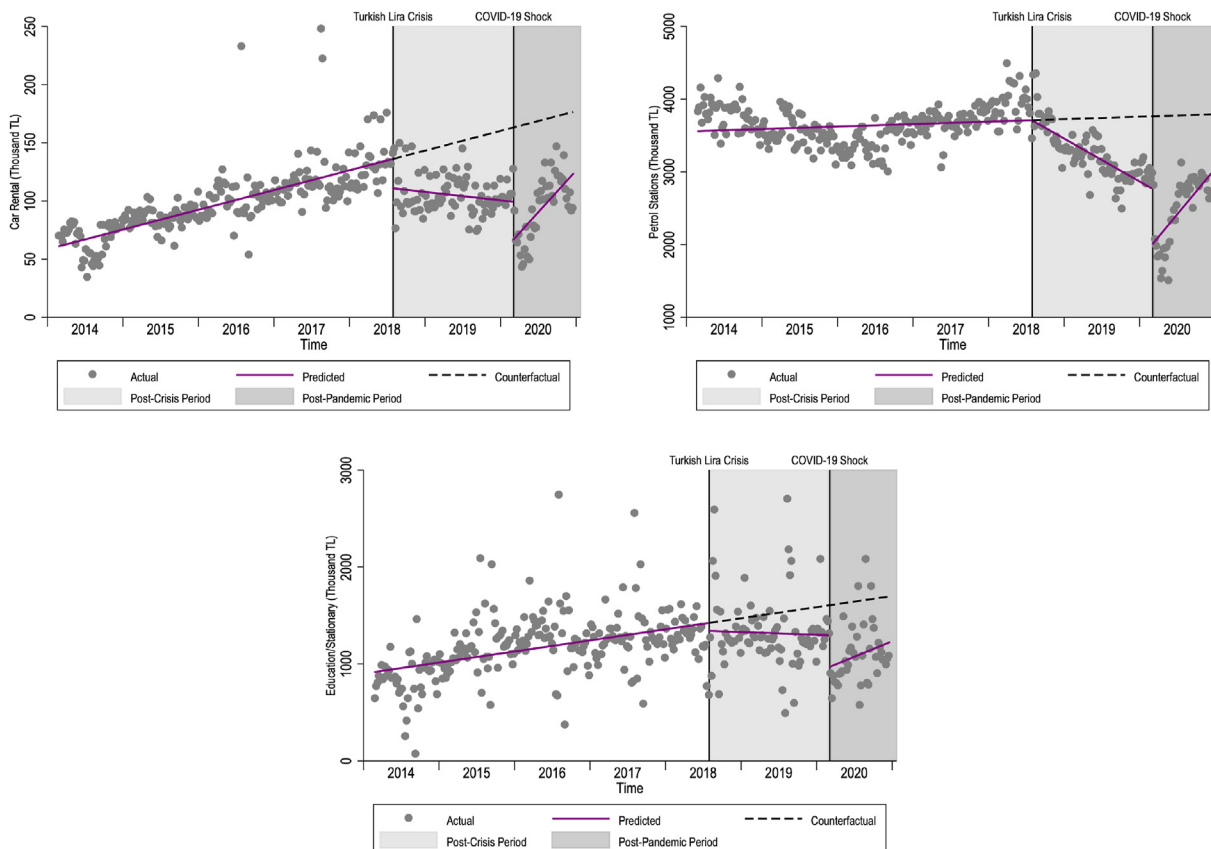 Turkish Lira Crisis COVID-19 Shock
Car Rental (Thousand TL)
250
200
150
100
50
0
2014 2015 2016 2017 2018 2019 2020
Time
Actual Predicted Counterfactual
Post-Crisis Period Post-Pandemic Period
Turkish Lira Crisis COVID-19 Shock
Petrol Stations (Thousand TL)
4000
3000
2000
1000
2014 2015 2016 2017 2018 2019 2020
Time
Actual Predicted Counterfactual
Post-Crisis Period Post-Pandemic Period
Turkish Lira Crisis COVID-19 Shock
Education/Stationary (Thousand TL)
3000
2000
1000
0
2014 2015 2016 2017 2018 2019 2020
Time
Actual Predicted Counterfactual
Post-Crisis Period Post-Pandemic Period